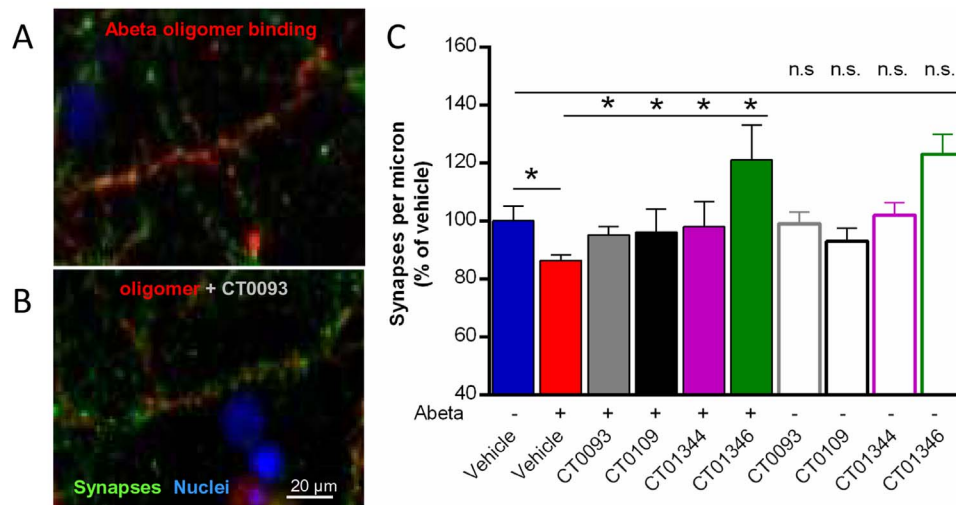 A
Abeta oligomer binding
B
oligomer + CT0093
Synapses Nuclei
20 µm
C
Synapses per micron
(% of vehicle)
160
140
120
100
80
60
40
n.s n.s. n.s. n.s.
* * * *
*
Abeta - + + + + + - - - -
Vehicle Vehicle CT0093 CT0109 CT01344 CT01346 CT0093 CT0109 CT01344 CT01346